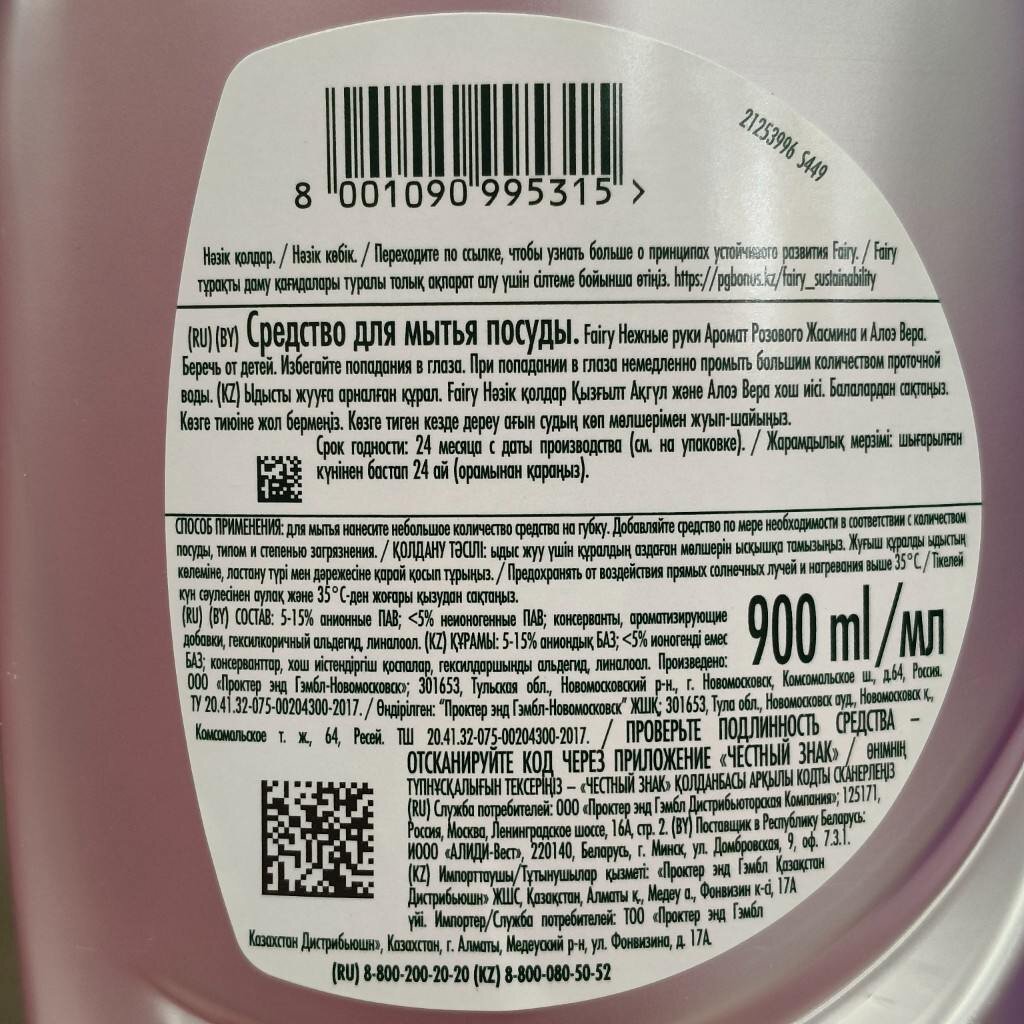 21253996 S449
8 001090 995315 >
Нәзік қолдар. / Нәзік көбік. / Переходите по ссылке, чтобы узнать больше о принципах устойчивого развития Fairy. / Fairy
тұрақты даму қағидалары туралы толық ақпарат алу үшін сілтеме бойынша өтіңіз. https://pgbonus.kz/fairy_sustainability
(RU) (BY) Средство для мытья посуды. Fairy Нежные руки Аромат Розового Жасмина и Алоэ Вера.
Беречь от детей. Избегайте попадания в глаза. При попадании в глаза немедленно промыть большим количеством проточной
воды. (KZ) Ыдысты жууға арналған құрал. Fairy Нәзік қолдар Қызғылт Ақгүл және Алоэ Вера хош иісі. Балалардан сақтаңыз.
Көзге тиюіне жол бермеңіз. Көзге тиген кезде дереу ағын судың көп мөлшерімен жуып-шайыңыз.
Срок годности: 24 месяца с даты производства (см. на упаковке). / Жарамдылық мерзімі: шығарылған
күнінен бастап 24 ай (орамынан қараңыз).
СПОСОБ ПРИМЕНЕНИЯ: для мытья нанесите небольшое количество средства на губку. Добавляйте средство по мере необходимости в соответствии с количеством
посуды, типом и степенью загрязнения. / ҚОЛДАНУ ТӘСІЛІ: ыдыс жуу үшін құралдың аздаған мөлшерін ысқышқа тамызыңыз. Жуғыш құралды ыдыстың
көлеміне, ластану түрі мен дәрежесіне қарай қосып тұрыңыз. / Предохранять от воздействия прямых солнечных лучей и нагревания выше 35°C. / Тікелей
күн сәулесінен аулақ және 35°C-ден жоғары қызудан сақтаңыз.
(RU) (BY) СОСТАВ: 5-15% анионные ПАВ; <5% неионогенные ПАВ; консерванты, ароматизирующие
добавки, гексилкоричный альдегид, линалоол. (KZ) ҚҰРАМЫ: 5-15% аниондық БАЗ; <5% ионогенді емес
БАЗ; консерванттар, хош иістендіргіш қоспалар, гексилдаршынды альдегид, линалоол. Произведено:
900 ml/мл
ООО «Проктер энд Гэмбл-Новомосковск»; 301653, Тульская обл., Новомосковский р-н., г. Новомосковск, Комсомольское ш., д.64, Россия.
ТУ 20.41.32-075-00204300-2017. / Өндірілген: "Проктер энд Гэмбл-Новомосковск" ЖШҚ; 301653, Тула обл., Новомосковск ауд., Новомосковск қ.,
Комсомольское т. ж., 64, Ресей. ТШ 20.41.32-075-00204300-2017. / ПРОВЕРЬТЕ ПОДЛИННОСТЬ СРЕДСТВА –
ОТСКАНИРУЙТЕ КОД ЧЕРЕЗ ПРИЛОЖЕНИЕ «ЧЕСТНЫЙ ЗНАК» / ӨНІМНІҢ
ТҮПНҰСҚАЛЫҒЫН ТЕКСЕРІҢІЗ – «ЧЕСТНЫЙ ЗНАК» ҚОЛДАНБАСЫ АРҚЫЛЫ КОДТЫ СКАНЕРЛЕҢІЗ
(RU) Служба потребителей: ООО «Проктер энд Гэмбл Дистрибьюторская Компания»; 125171,
Россия, Москва, Ленинградское шоссе, 16А, стр. 2. (BY) Поставщик в Республику Беларусь:
ИООО «АЛИДИ-Вест», 220140, Беларусь, г. Минск, ул. Домбровская, 9, оф. 7.3.1.
(KZ) Импорттаушы/Тұтынушылар қызметі: «Проктер энд Гэмбл Қазақстан
Дистрибьюшн» ЖШС, Қазақстан, Алматы қ., Медеу а., Фонвизин к-сі, 17А
үйі. Импортер/Служба потребителей: ТОО «Проктер энд Гэмбл
Казахстан Дистрибьюшн», Казахстан, г. Алматы, Медеуский р-н, ул. Фонвизина, д. 17А.
(RU) 8-800-200-20-20 (KZ) 8-800-080-50-52